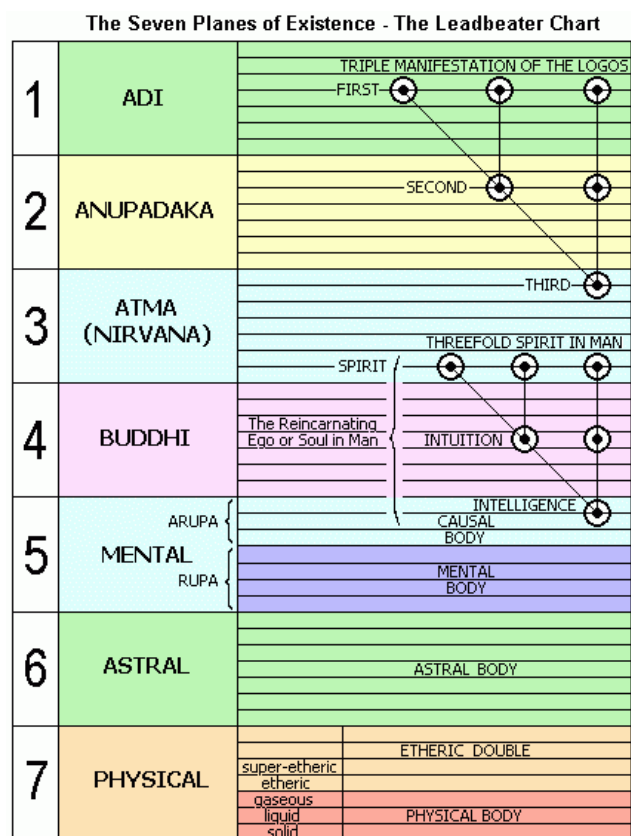 The Seven Planes of Existence - The Leadbeater Chart
TRIPLE MANIFESTATION OF THE LOGOS
1
ADI
FIRST
2
ANUPADAKA
SECOND
3
ATMA
(NIRVANA)
THIRD
THREEFOLD SPIRIT IN MAN
SPIRIT
4
BUDDHI
The Reincarnating
Ego or Soul in Man
INTUITION
5
MENTAL
ARUPA
RUPA
INTELLIGENCE
CAUSAL
BODY
MENTAL
BODY
6
ASTRAL
ASTRAL BODY
7
PHYSICAL
ETHERIC DOUBLE
super-etheric
etheric
gaseous
liquid
solid
PHYSICAL BODY